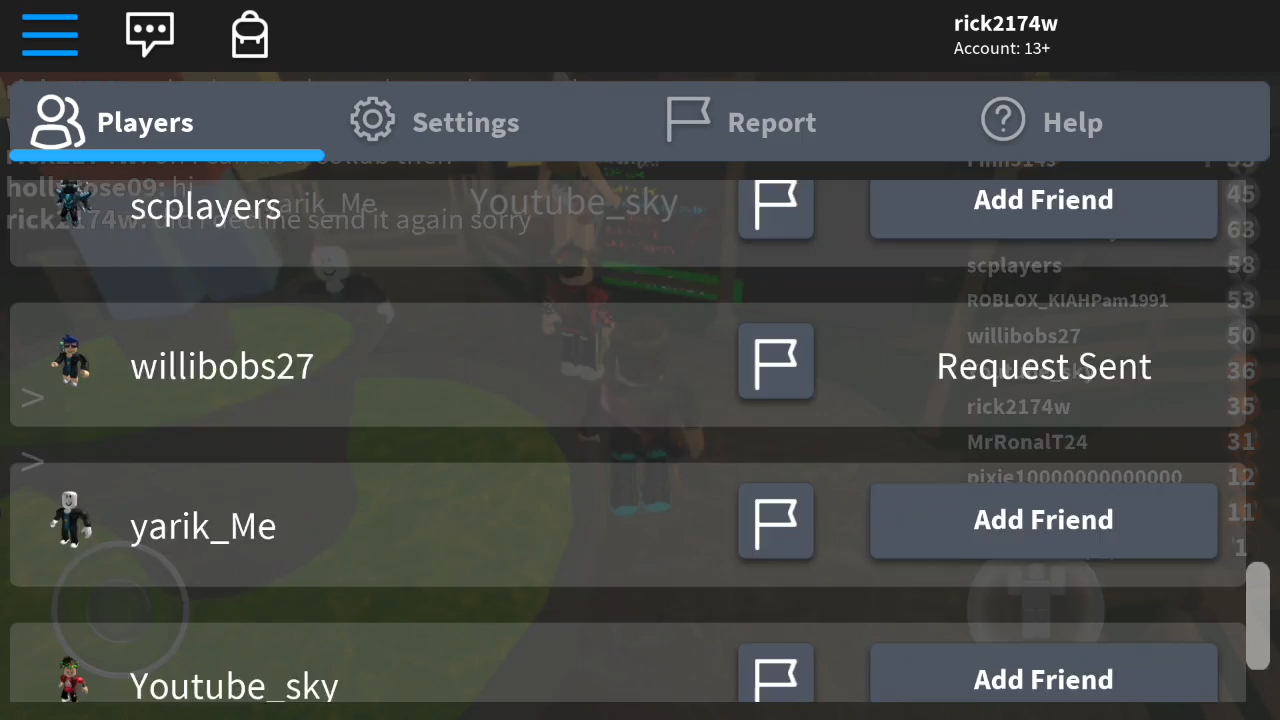 rick2174w
Account: 13+
Players
Settings
Report
Help
hi
rick2174w: did I decline send it again sorry
yarik_Me
Youtube_sky
scplayers
Add Friend
45
63
scplayers 58
ROBLOX_KIAHPam1991 53
willibobs27 50
36
rick2174w 35
MrRonalT24 31
pixie10000000000000 12
11
1
willibobs27
Request Sent
>
>
yarik_Me
Add Friend
Youtube_sky
Add Friend